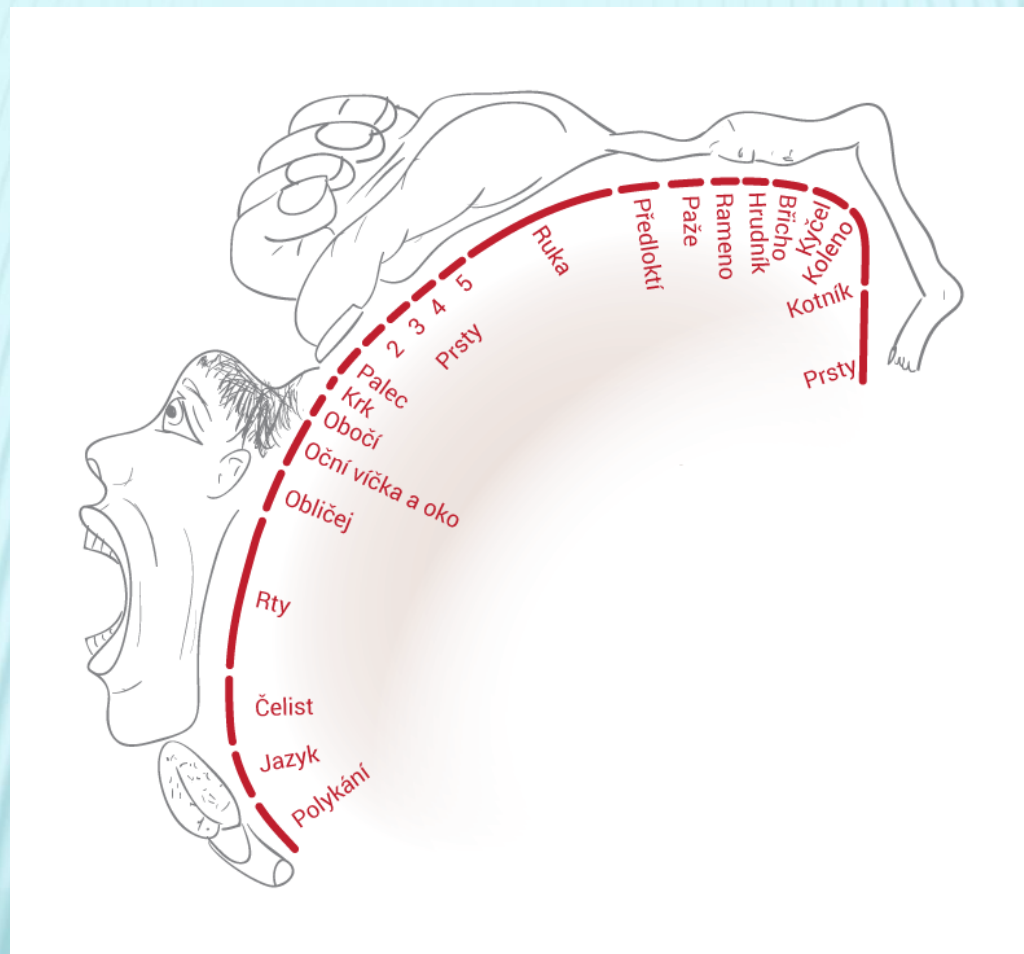 Ruka
Předloktí
Paže
Rameno
Hrudník
Břicho
Kyčel
Koleno
Kotník
Prsty
5
4
3
2
Prsty
Palec
Krk
Obočí
Oční víčka a oko
Obličej
Rty
Čelist
Jazyk
Polykání